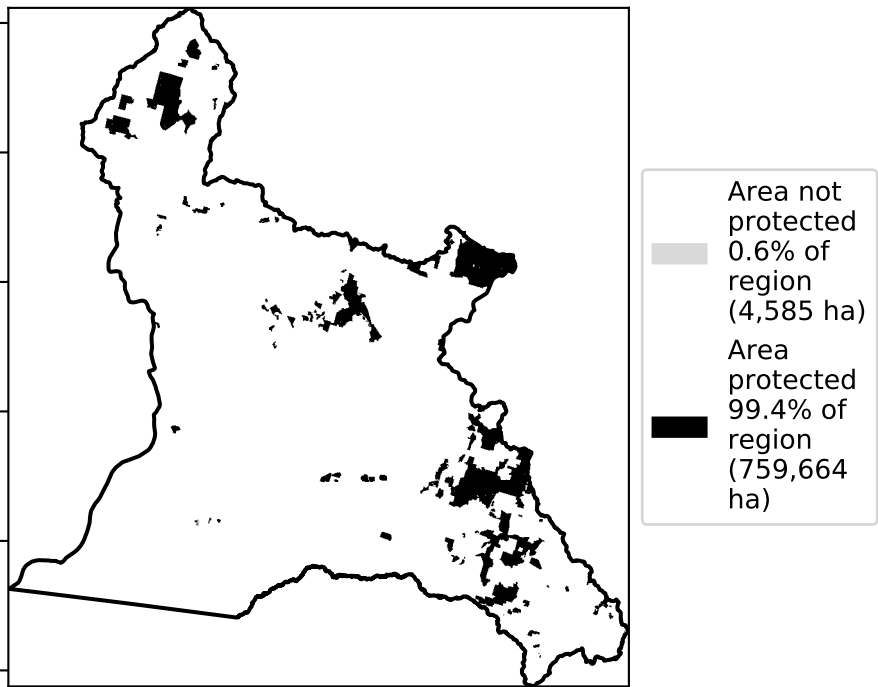 Area not
protected
0.6% of
region
(4,585 ha)
Area
protected
99.4% of
region
(759,664
ha)